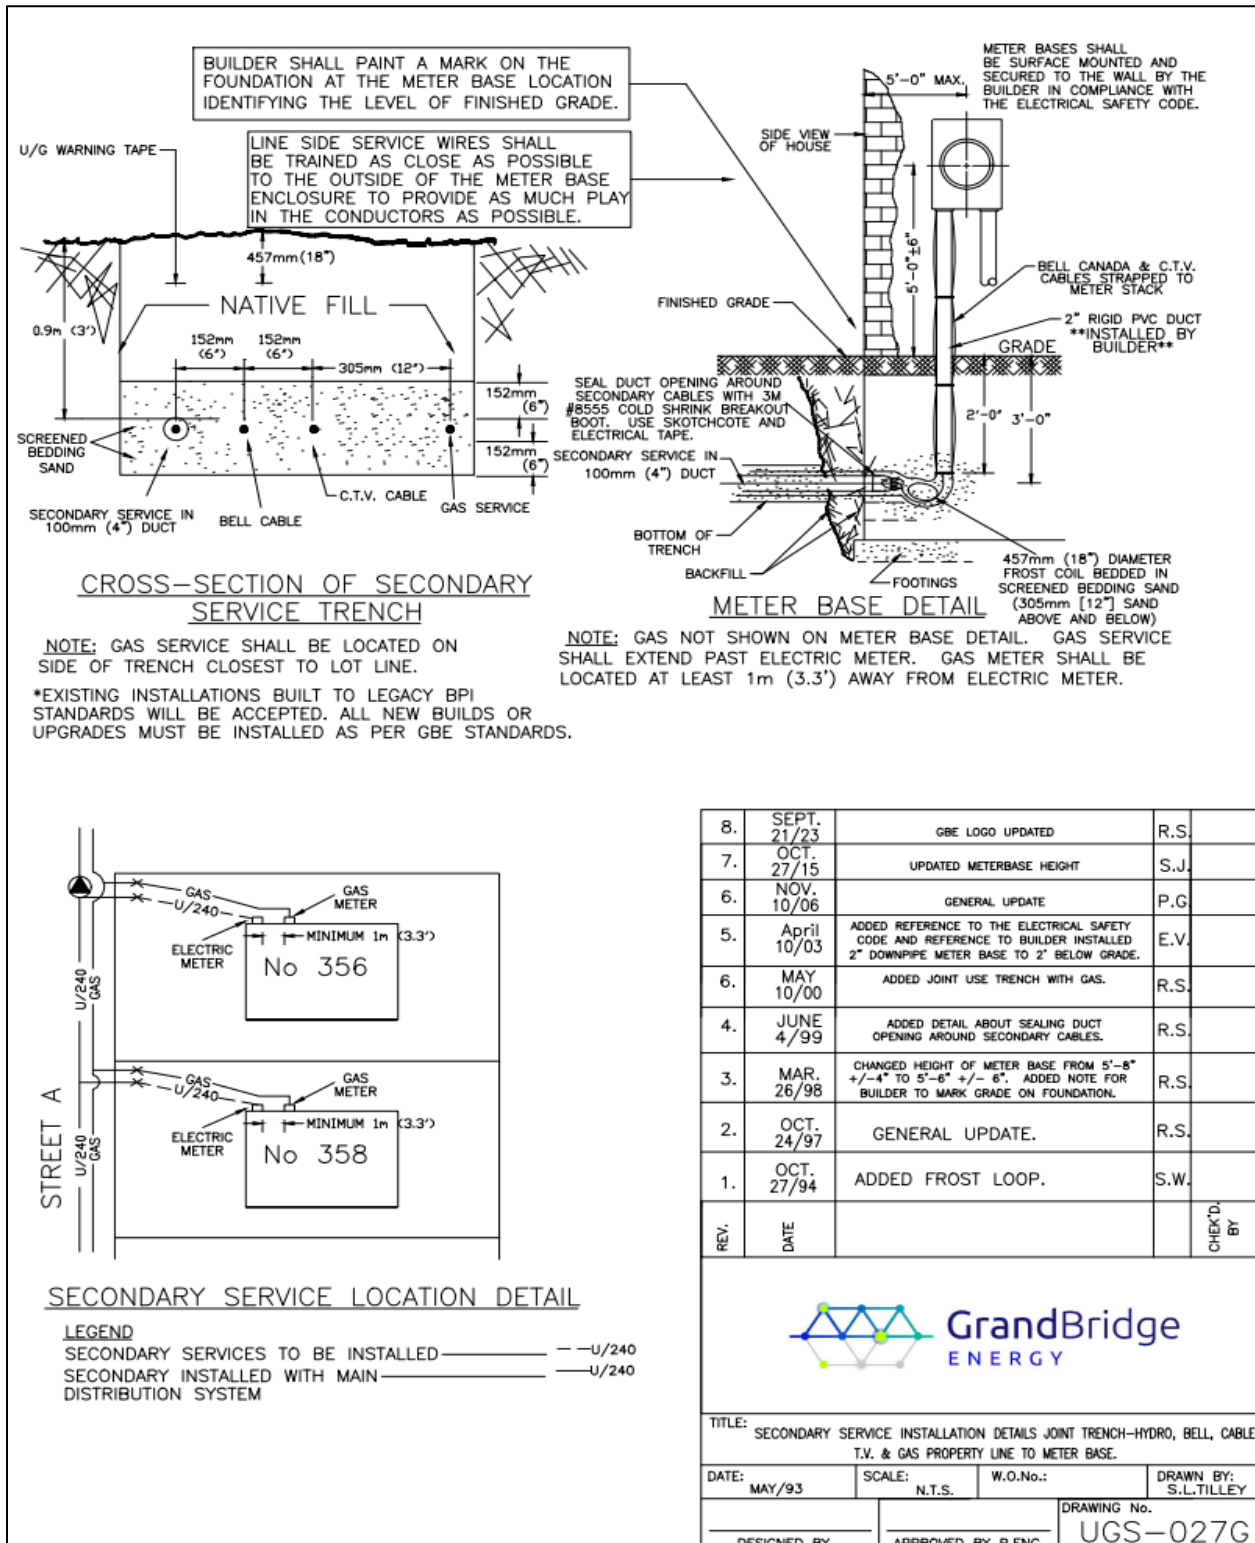 BUILDER SHALL PAINT A MARK ON THE
FOUNDATION AT THE METER BASE LOCATION
IDENTIFYING THE LEVEL OF FINISHED GRADE.
LINE SIDE SERVICE WIRES SHALL
BE TRAINED AS CLOSE AS POSSIBLE
TO THE OUTSIDE OF THE METER BASE
ENCLOSURE TO PROVIDE AS MUCH PLAY
IN THE CONDUCTORS AS POSSIBLE.
U/G WARNING TAPE
457mm(18")
NATIVE FILL
0.9m (3')
152mm
(6")
152mm
(6")
305mm (12")
152mm
(6")
152mm
(6")
SCREENED
BEDDING
SAND
SECONDARY SERVICE IN
100mm (4") DUCT
BELL CABLE
C.T.V. CABLE
GAS SERVICE
CROSS-SECTION OF SECONDARY
SERVICE TRENCH
NOTE: GAS SERVICE SHALL BE LOCATED ON
SIDE OF TRENCH CLOSEST TO LOT LINE.
*EXISTING INSTALLATIONS BUILT TO LEGACY BPI
STANDARDS WILL BE ACCEPTED. ALL NEW BUILDS OR
UPGRADES MUST BE INSTALLED AS PER GBE STANDARDS.
METER BASES SHALL
BE SURFACE MOUNTED AND
SECURED TO THE WALL BY THE
BUILDER IN COMPLIANCE WITH
THE ELECTRICAL SAFETY CODE.
5'-0" MAX.
SIDE VIEW
OF HOUSE
5'-0"±6"
BELL CANADA & C.T.V.
CABLES STRAPPED TO
METER STACK
2" RIGID PVC DUCT
**INSTALLED BY
BUILDER**
FINISHED GRADE
GRADE
SEAL DUCT OPENING AROUND
SECONDARY CABLES WITH 3M
#8555 COLD SHRINK BREAKOUT
BOOT. USE SKOTCHCOTE AND
ELECTRICAL TAPE.
2'-0"
3'-0"
SECONDARY SERVICE IN
100mm (4") DUCT
BOTTOM OF
TRENCH
BACKFILL
FOOTINGS
457mm (18") DIAMETER
FROST COIL BEDDED IN
SCREENED BEDDING SAND
(305mm [12"] SAND
ABOVE AND BELOW)
METER BASE DETAIL
NOTE: GAS NOT SHOWN ON METER BASE DETAIL. GAS SERVICE
SHALL EXTEND PAST ELECTRIC METER. GAS METER SHALL BE
LOCATED AT LEAST 1m (3.3') AWAY FROM ELECTRIC METER.
GAS
U/240
GAS
METER
ELECTRIC
METER
MINIMUM 1m (3.3')
No 356
U/240
GAS
GAS
U/240
GAS
METER
ELECTRIC
METER
MINIMUM 1m (3.3')
No 358
U/240
GAS
STREET A
SECONDARY SERVICE LOCATION DETAIL
LEGEND
SECONDARY SERVICES TO BE INSTALLED U/240
SECONDARY INSTALLED WITH MAIN U/240
DISTRIBUTION SYSTEM
8. SEPT. 21/23 GBE LOGO UPDATED R.S.
7. OCT. 27/15 UPDATED METERBASE HEIGHT S.J.
6. NOV. 10/06 GENERAL UPDATE P.G.
5. April 10/03 ADDED REFERENCE TO THE ELECTRICAL SAFETY
CODE AND REFERENCE TO BUILDER INSTALLED
2" DOWNPIPE METER BASE TO 2' BELOW GRADE. E.V.
6. MAY 10/00 ADDED JOINT USE TRENCH WITH GAS. R.S.
4. JUNE 4/99 ADDED DETAIL ABOUT SEALING DUCT
OPENING AROUND SECONDARY CABLES. R.S.
3. MAR. 26/98 CHANGED HEIGHT OF METER BASE FROM 5'-8"
+/-4" TO 5'-6" +/- 6". ADDED NOTE FOR
BUILDER TO MARK GRADE ON FOUNDATION. R.S.
2. OCT. 24/97 GENERAL UPDATE. R.S.
1. OCT. 27/94 ADDED FROST LOOP. S.W.
REV. DATE CHEK'D. BY
GrandBridge
ENERGY
TITLE: SECONDARY SERVICE INSTALLATION DETAILS JOINT TRENCH-HYDRO, BELL, CABLE
T.V. & GAS PROPERTY LINE TO METER BASE.
DATE: MAY/93
SCALE: N.T.S.
W.O.No.:
DRAWN BY: S.L.TILLEY
DESIGNED BY
APPROVED BY P.ENG
DRAWING No.
UGS-027G